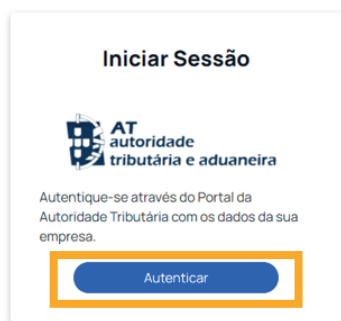 Iniciar Sessão
AT
autoridade
tributária e aduaneira
Autentique-se através do Portal da
Autoridade Tributária com os dados da sua
empresa.
Autenticar